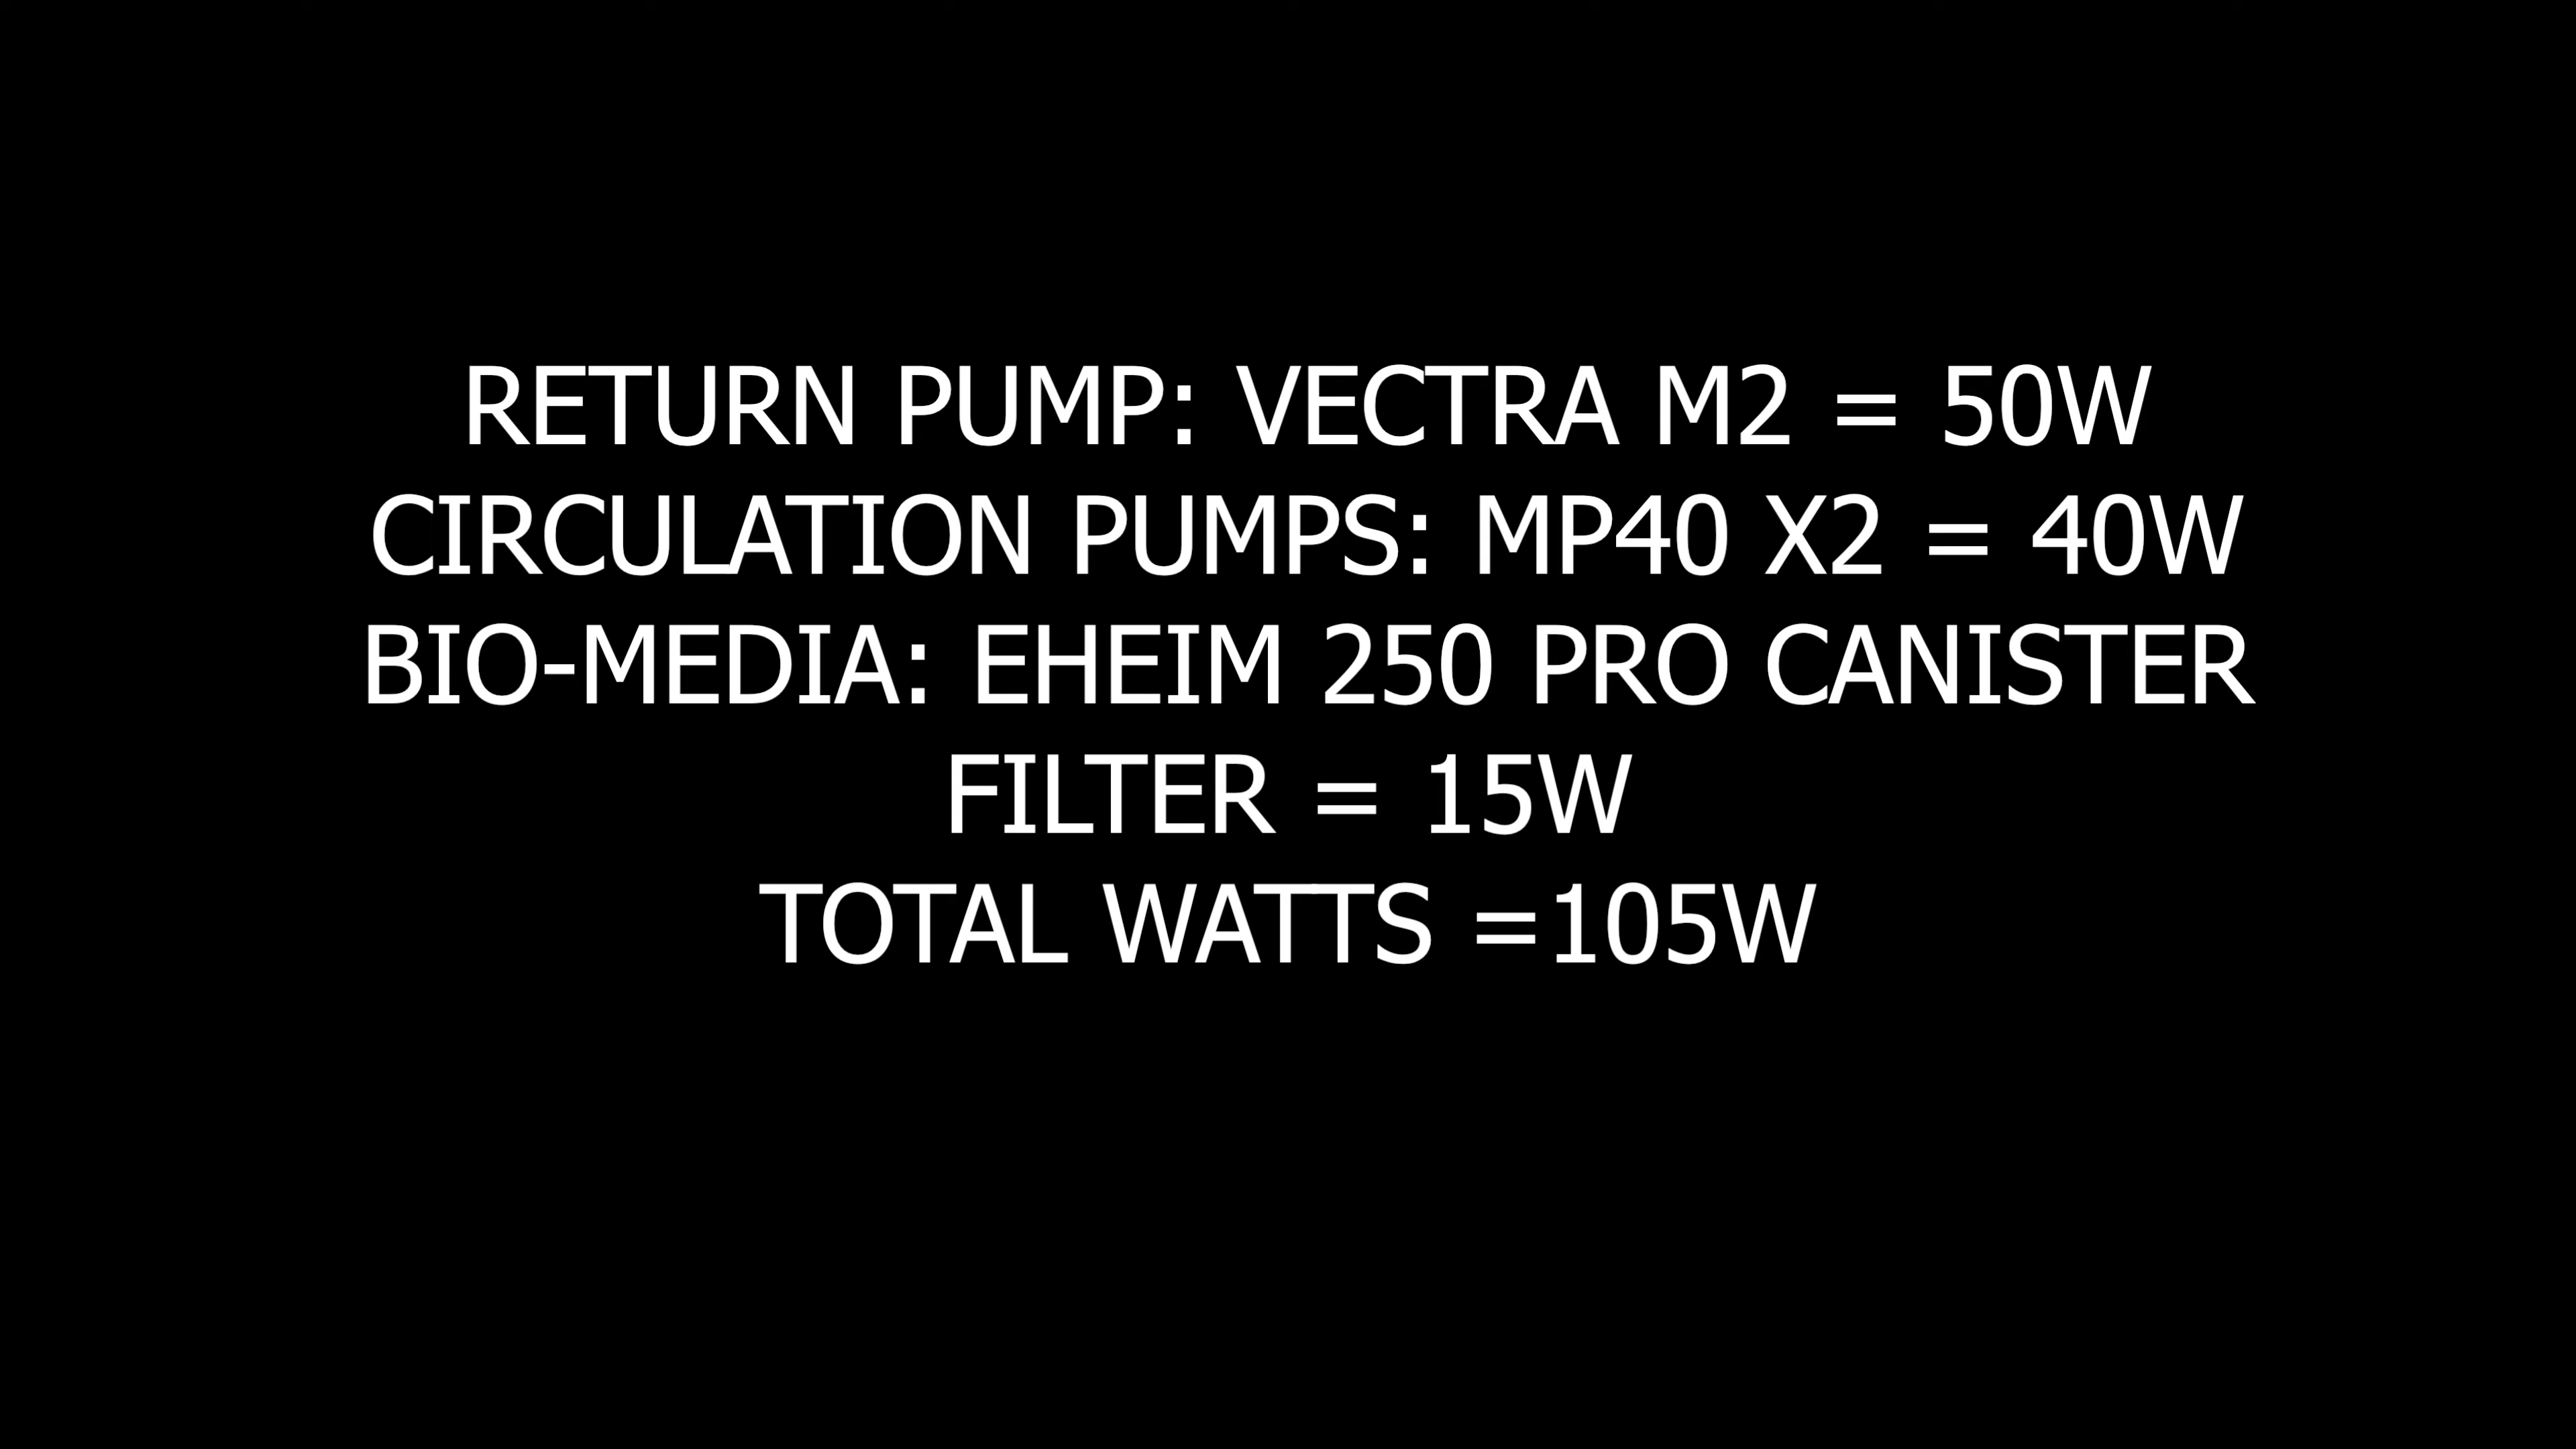 RETURN PUMP: VECTRA M2 = 50W
CIRCULATION PUMPS: MP40 X2 = 40W
BIO-MEDIA: EHEIM 250 PRO CANISTER
FILTER = 15W
TOTAL WATTS =105W